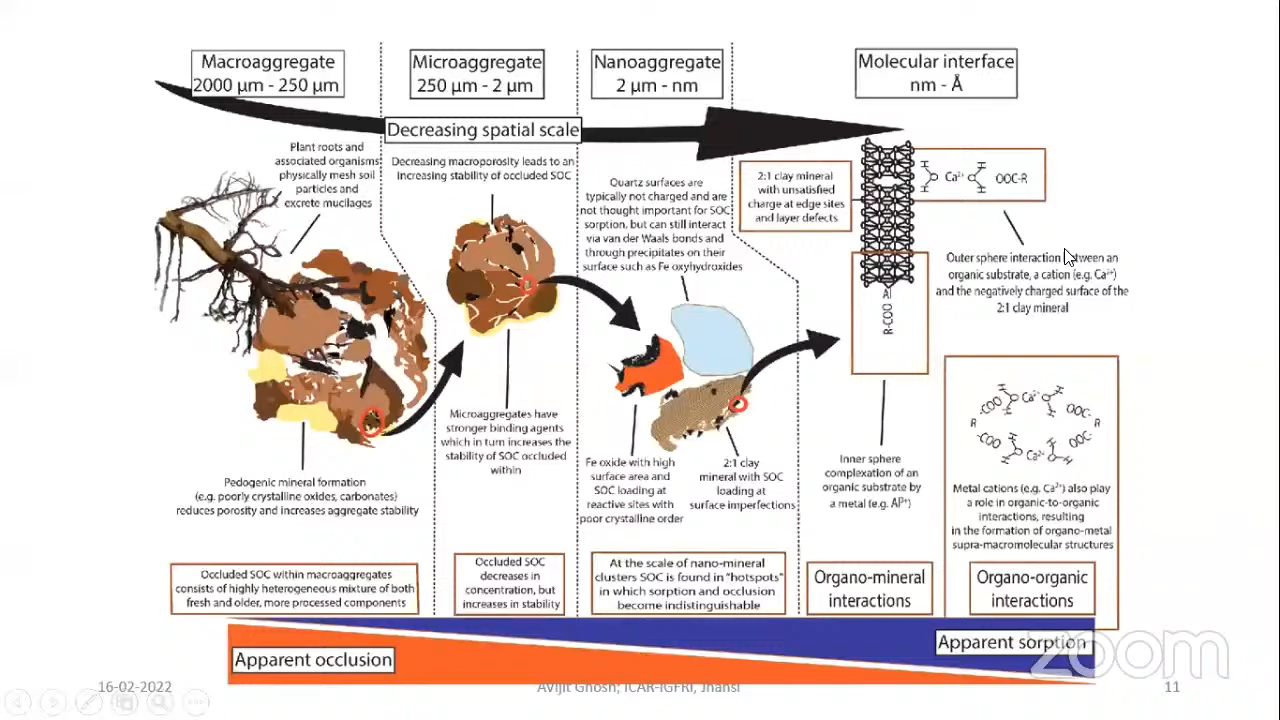 Macroaggregate
2000 µm - 250 µm
Microaggregate
250 µm - 2 µm
Nanoaggregate
2 µm - nm
Molecular interface
nm - Å
Decreasing spatial scale
Plant roots and
associated organisms
physically mesh soil
particles and
excrete mucilages
Decreasing macroporosity leads to an
increasing stability of occluded SOC
Quartz surfaces are
typically not charged and are
not thought important for SOC
sorption, but can still interact
via van der Waals bonds and
through precipitates on their
surface such as Fe oxyhydroxides
2:1 clay mineral
with unsatisfied
charge at edge sites
and layer defects
H O H Ca²⁺ H O H OOC-R
Outer sphere interaction between an
organic substrate, a cation (e.g. Ca²⁺)
and the negatively charged surface of the
2:1 clay mineral
R-COO Al
Pedogenic mineral formation
(e.g. poorly crystalline oxides, carbonates)
reduces porosity and increases aggregate stability
Microaggregates have
stronger binding agents
which in turn increases the
stability of SOC occluded
within
Fe oxide with high
surface area and
SOC loading at
reactive sites with
poor crystalline order
2:1 clay
mineral with SOC
loading at
surface imperfections
Inner sphere
complexation of an
organic substrate by
a metal (e.g. Al³⁺)
-COO Ca²⁺ OOC-
R R
-COO Ca²⁺ OOC-
Metal cations (e.g. Ca²⁺) also play
a role in organic-to-organic
interactions, resulting
in the formation of organo-metal
supra-macromolecular structures
Occluded SOC within macroaggregates
consists of highly heterogeneous mixture of both
fresh and older, more processed components
Occluded SOC
decreases in
concentration, but
increases in stability
At the scale of nano-mineral
clusters SOC is found in "hotspots"
in which sorption and occlusion
become indistinguishable
Organo-mineral
interactions
Organo-organic
interactions
Apparent occlusion
Apparent sorption
zoom
16-02-2022
Avijit Ghosh; ICAR-IGFRI, Jhansi
11